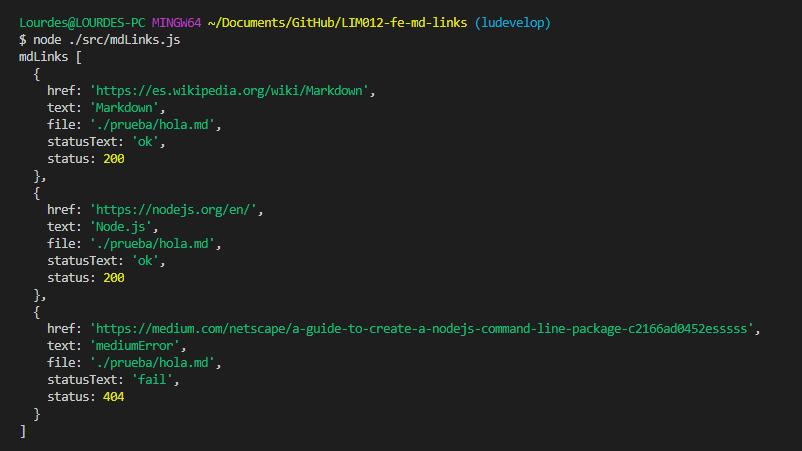 Lourdes@LOURDES-PC MINGW64 ~/Documents/GitHub/LIM012-fe-md-links (ludevelop)
$ node ./src/mdLinks.js
mdLinks [
  {
    href: 'https://es.wikipedia.org/wiki/Markdown',
    text: 'Markdown',
    file: './prueba/hola.md',
    statusText: 'ok',
    status: 200
  },
  {
    href: 'https://nodejs.org/en/',
    text: 'Node.js',
    file: './prueba/hola.md',
    statusText: 'ok',
    status: 200
  },
  {
    href: 'https://medium.com/netscape/a-guide-to-create-a-nodejs-command-line-package-c2166ad0452esssss',
    text: 'mediumError',
    file: './prueba/hola.md',
    statusText: 'fail',
    status: 404
  }
]